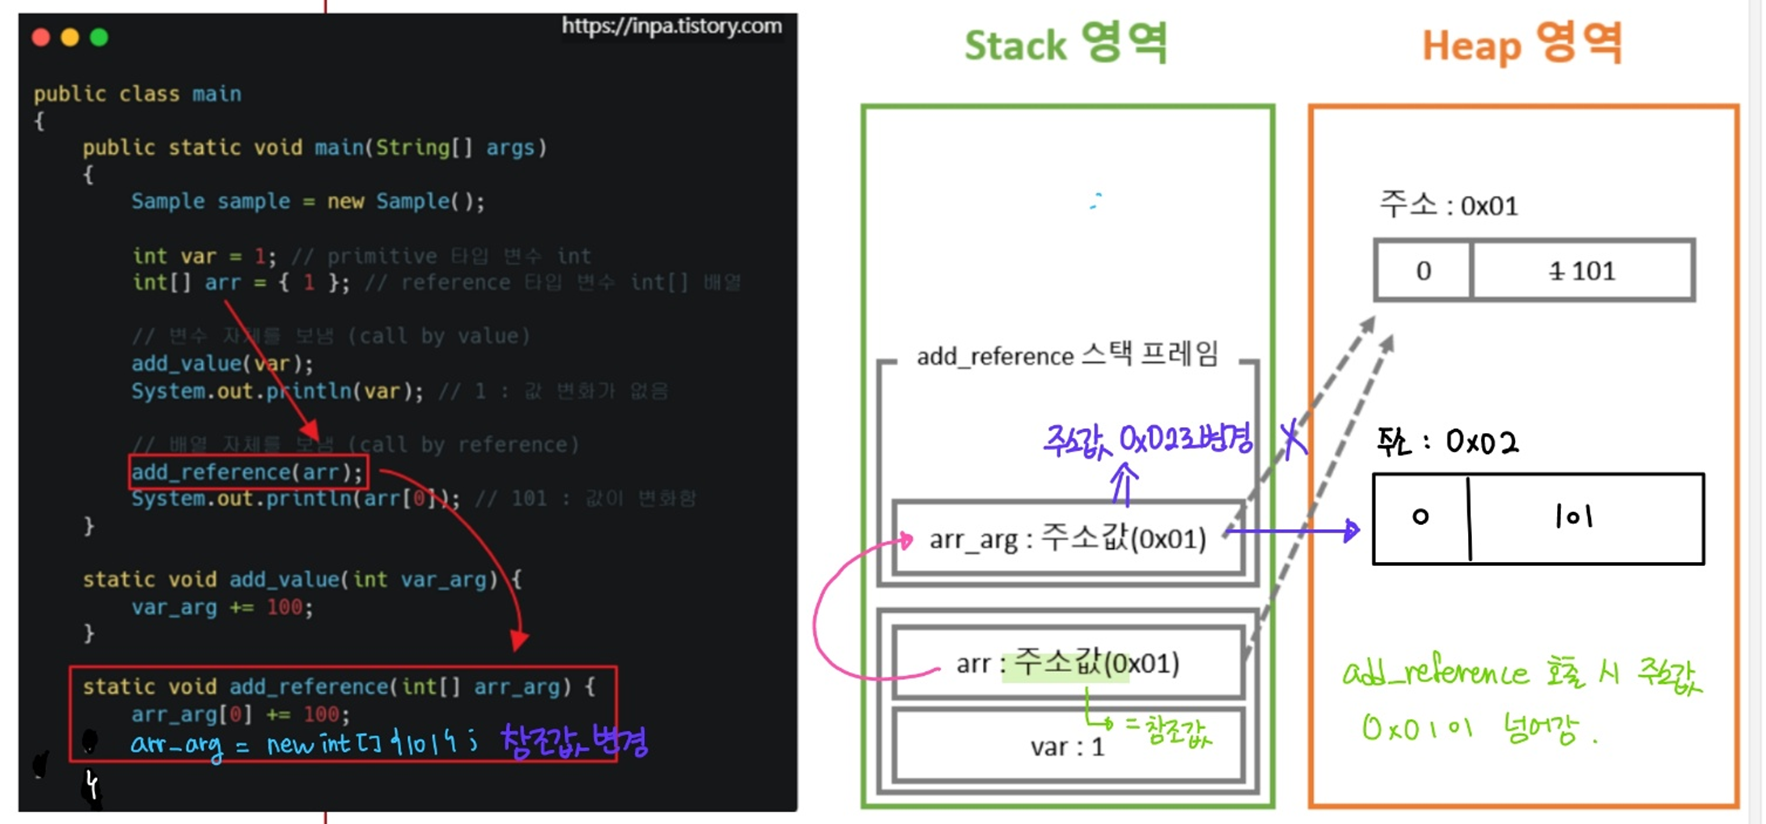 https://inpa.tistory.com
public class main
{
public static void main(String[] args)
{
Sample sample = new Sample();
int var = 1; // primitive 타입 변수 int
int[] arr = { 1 }; // reference 타입 변수 int[] 배열
// 변수 자체를 보냄 (call by value)
add_value(var);
System.out.println(var); // 1 : 값 변화가 없음
// 배열 자체를 보냄 (call by reference)
add_reference(arr);
System.out.println(arr[0]); // 101 : 값이 변화함
}
static void add_value(int var_arg) {
var_arg += 100;
}
static void add_reference(int[] arr_arg) {
arr_arg[0] += 100;
arr_arg = new int[] {101}; 참조값 변경
}
Stack 영역
add_reference 스택 프레임
주소값 0x02로 변경 X
arr_arg : 주소값(0x01)
arr : 주소값(0x01)
= 참조값
var : 1
Heap 영역
주소 : 0x01
0 1 101
주소 : 0x02
0 101
add_reference 호출 시 주소값
0x01이 넘어감.